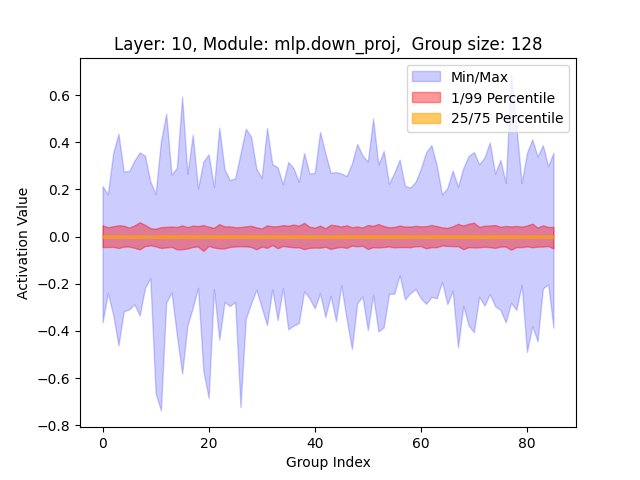 Layer: 10, Module: mlp.down_proj,  Group size: 128
Min/Max
1/99 Percentile
25/75 Percentile
Activation Value
0.6
0.4
0.2
0.0
−0.2
−0.4
−0.6
−0.8
0 20 40 60 80
Group Index